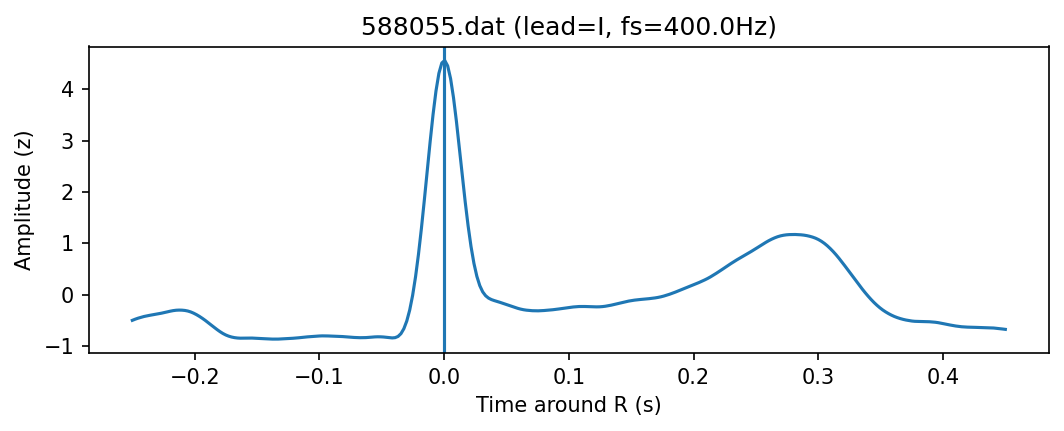 588055.dat (lead=I, fs=400.0Hz)
Amplitude (z)
4
3
2
1
0
−1
−0.2 −0.1 0.0 0.1 0.2 0.3 0.4
Time around R (s)